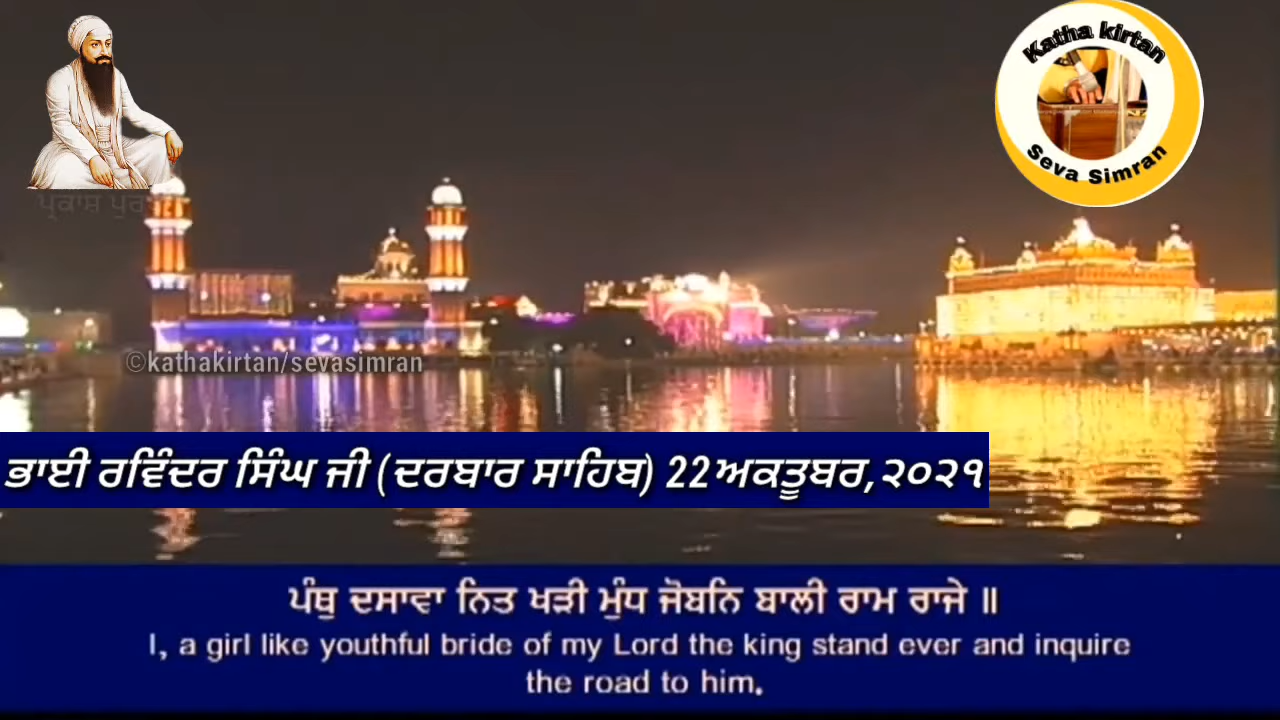 Katha kirtan
Seva Simran
ਪ੍ਰਕਾਸ਼
©kathakirtan/sevasimran
ਭਾਈ ਰਵਿੰਦਰ ਸਿੰਘ ਜੀ (ਦਰਬਾਰ ਸਾਹਿਬ) 22ਅਕਤੂਬਰ,੨੦੨੧
ਪੰਥੁ ਦਸਾਵਾ ਨਿਤ ਖੜੀ ਮੁੰਧ ਜੋਬਨਿ ਬਾਲੀ ਰਾਮ ਰਾਜੇ ॥
I, a girl like youthful bride of my Lord the king stand ever and inquire
the road to him.